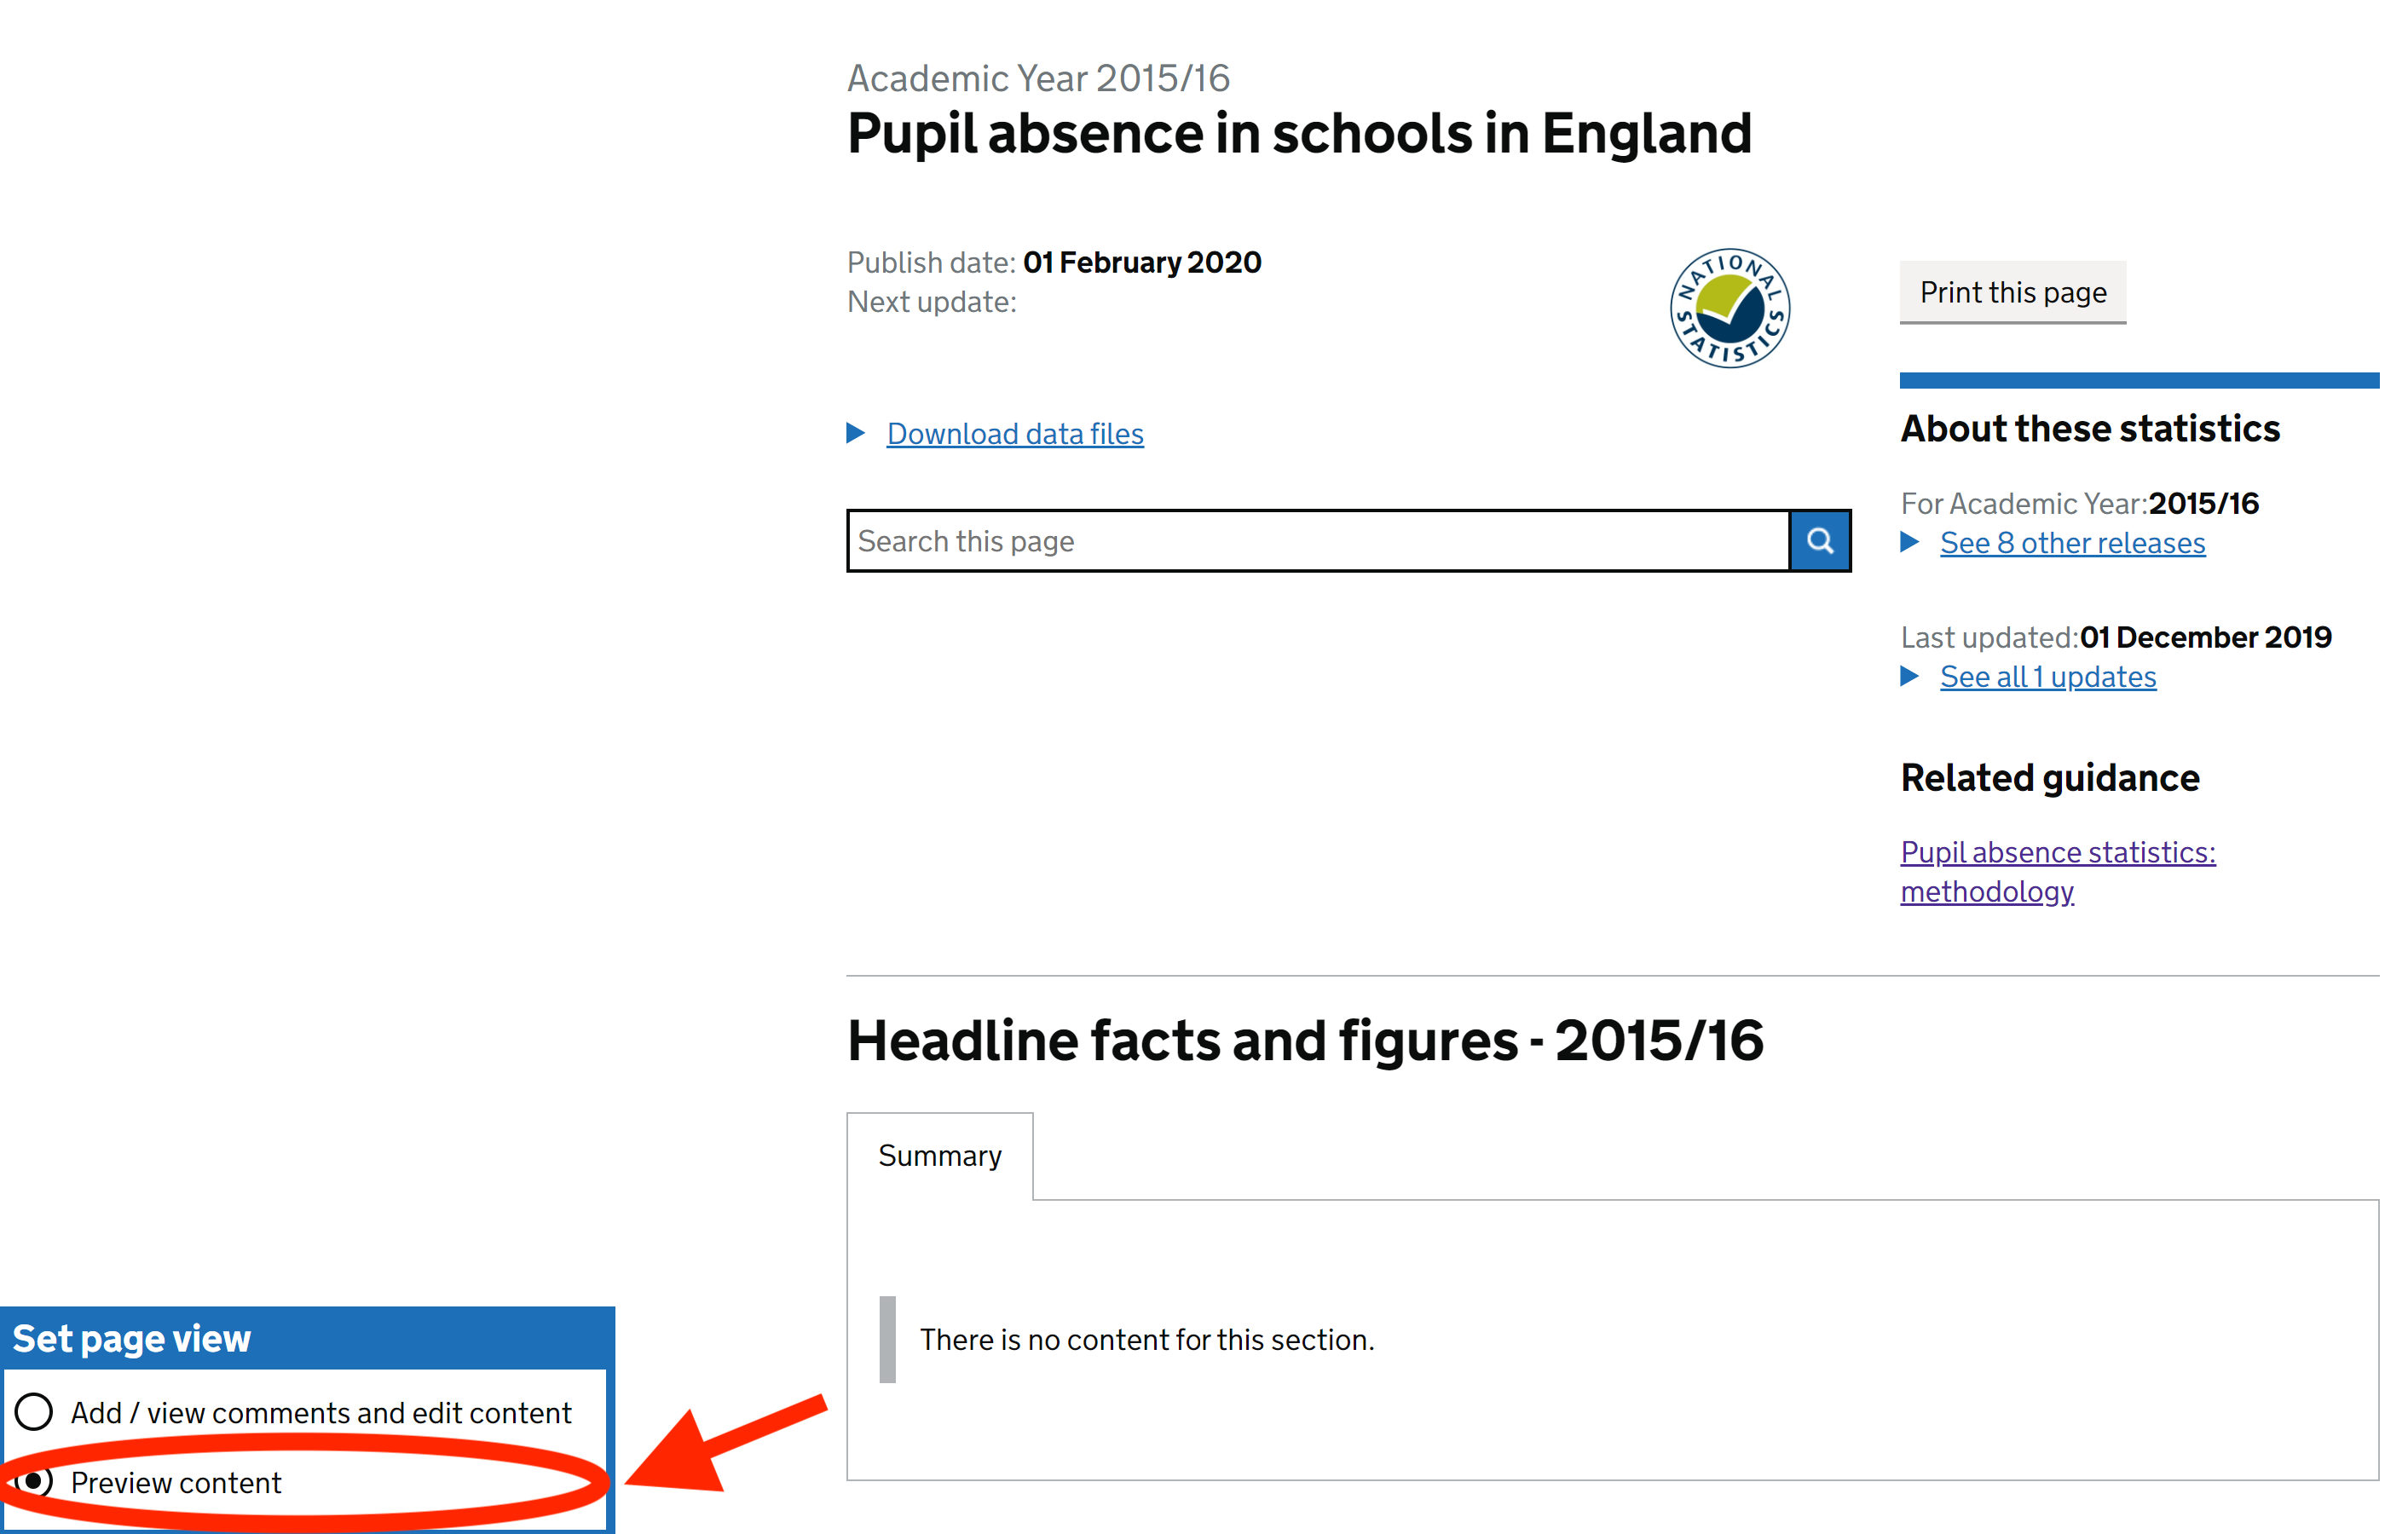 Academic Year 2015/16
Pupil absence in schools in England
Publish date: 01 February 2020
Next update:
NATIONAL STATISTICS
Print this page
Download data files
Search this page
About these statistics
For Academic Year:2015/16
See 8 other releases
Last updated:01 December 2019
See all 1 updates
Related guidance
Pupil absence statistics:
methodology
Headline facts and figures - 2015/16
Summary
There is no content for this section.
Set page view
Add / view comments and edit content
Preview content